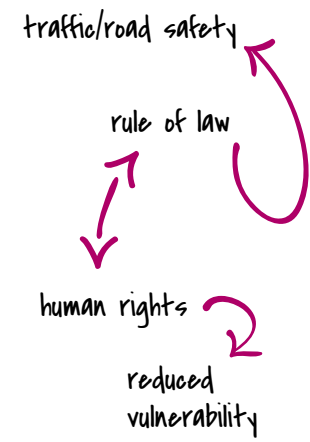 traffic/road safety
rule of law
human rights
reduced
vulnerability